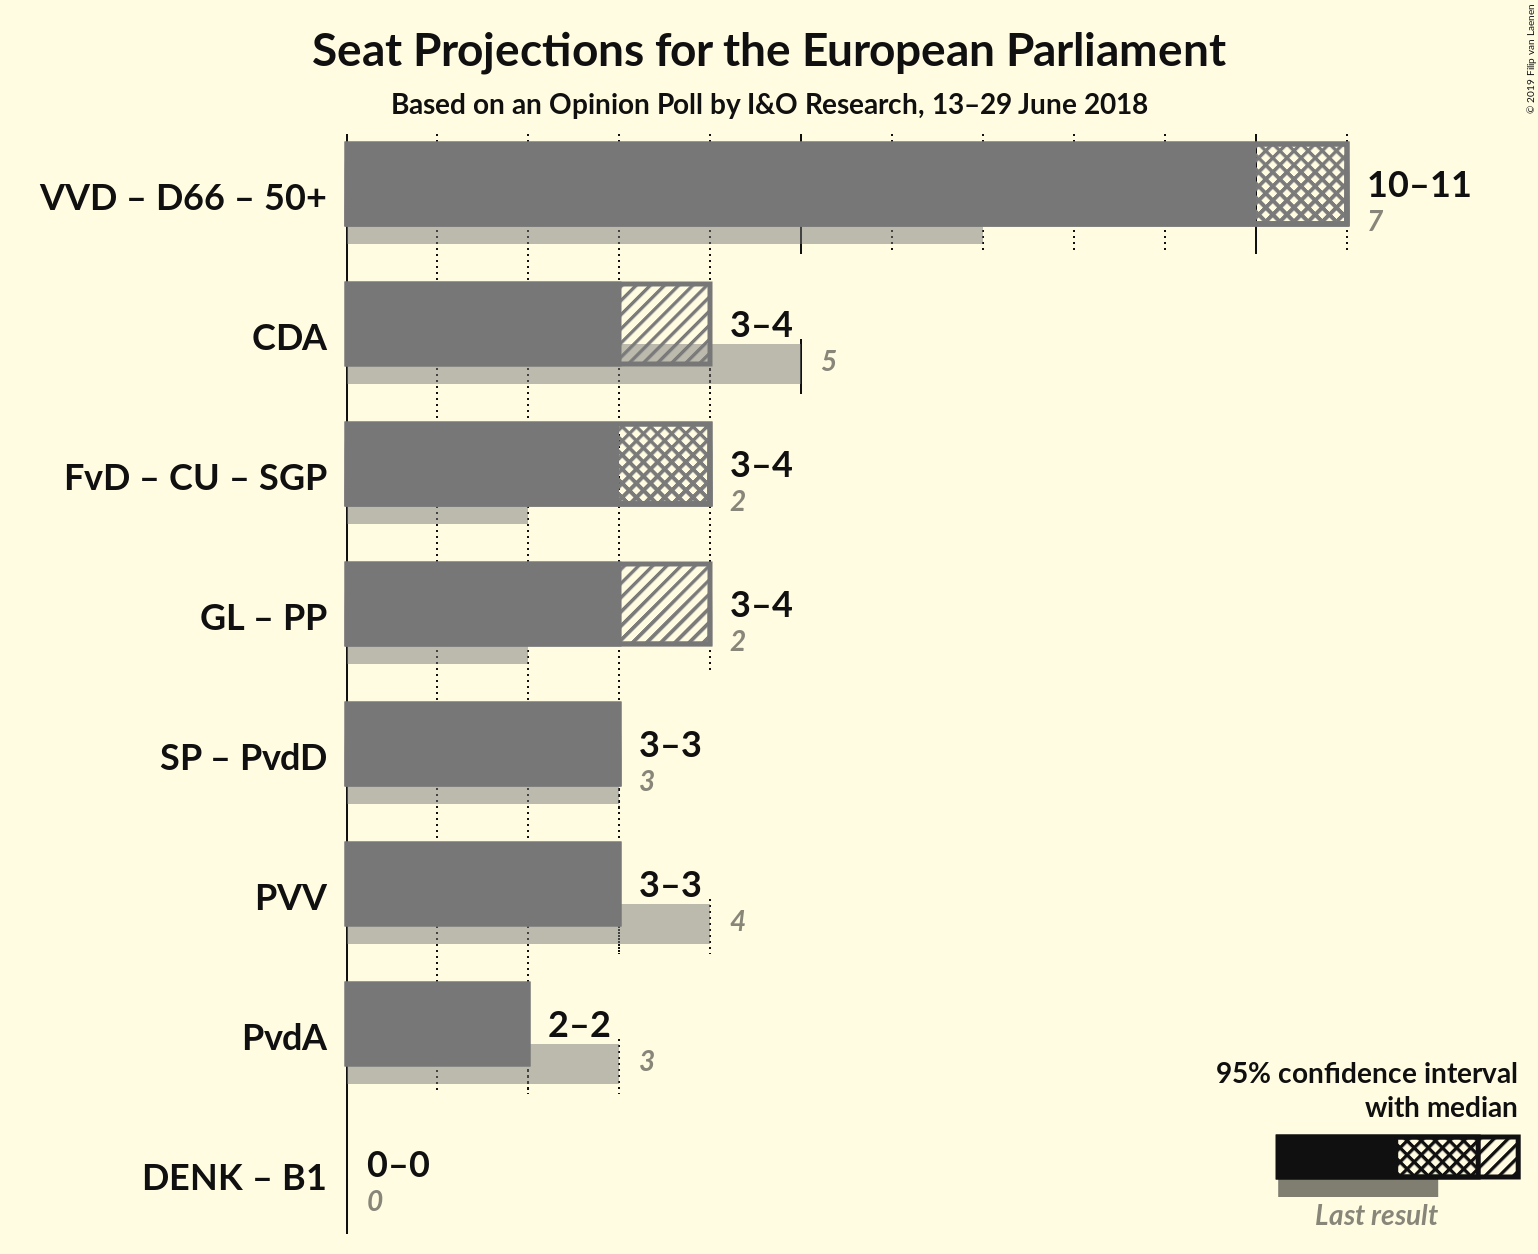 Seat Projections for the European Parliament
Based on an Opinion Poll by I&O Research, 13–29 June 2018
© 2019 Filip van Laenen
VVD – D66 – 50+
10–11
7
CDA
3–4
5
FvD – CU – SGP
3–4
2
GL – PP
3–4
2
SP – PvdD
3–3
3
PVV
3–3
4
PvdA
2–2
3
DENK – B1
0–0
0
95% confidence interval
with median
Last result